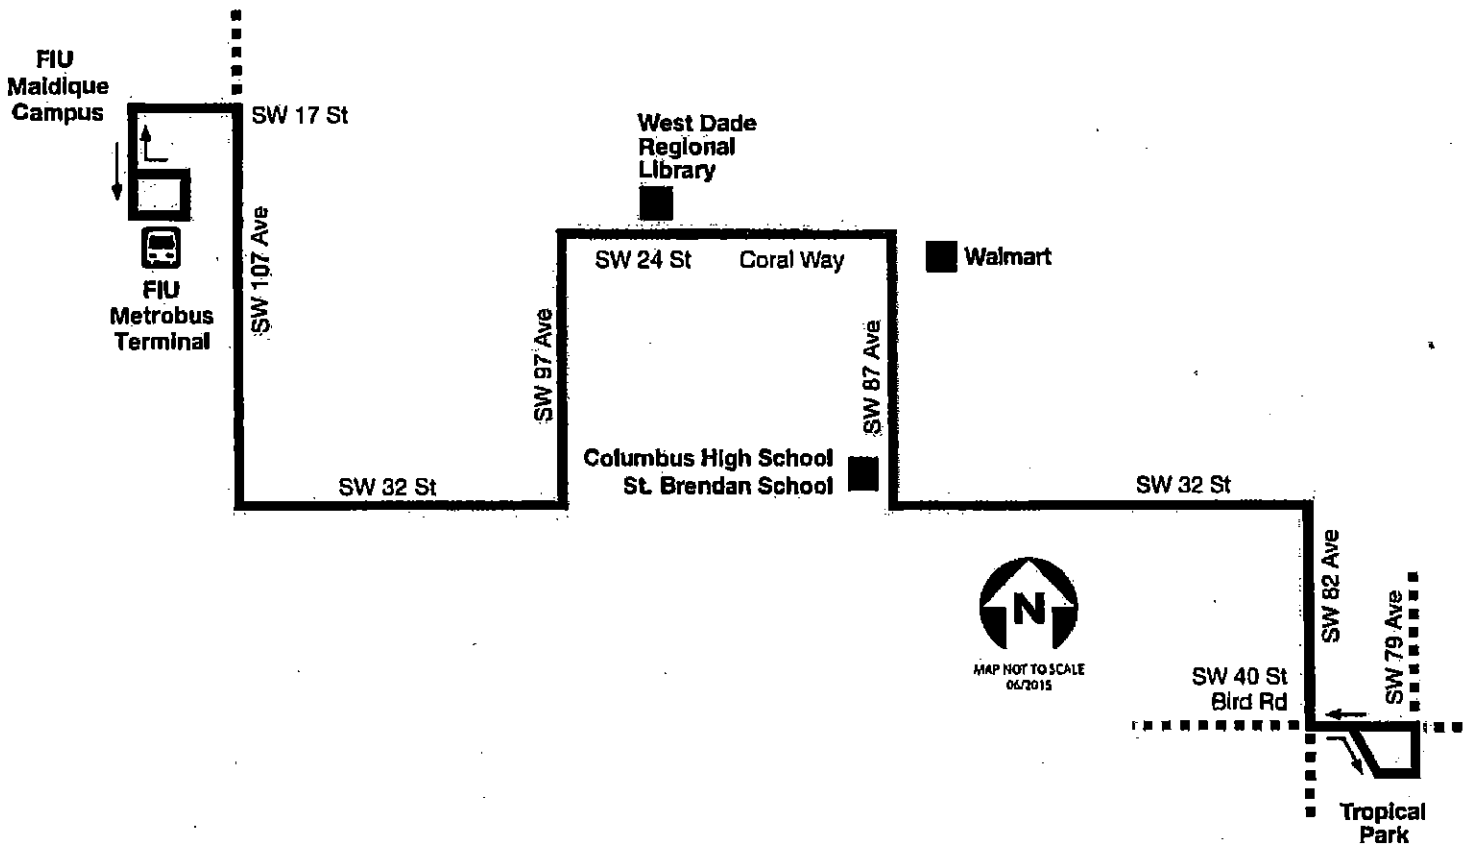 FIU
Maidique
Campus
SW 17 St
West Dade
Regional
Library
SW 107 Ave
FIU
Metrobus
Terminal
SW 24 St
Coral Way
Walmart
SW 97 Ave
SW 87 Ave
Columbus High School
St. Brendan School
SW 32 St
SW 32 St
N
MAP NOT TO SCALE
06/2015
SW 82 Ave
SW 79 Ave
SW 40 St
Bird Rd
Tropical
Park